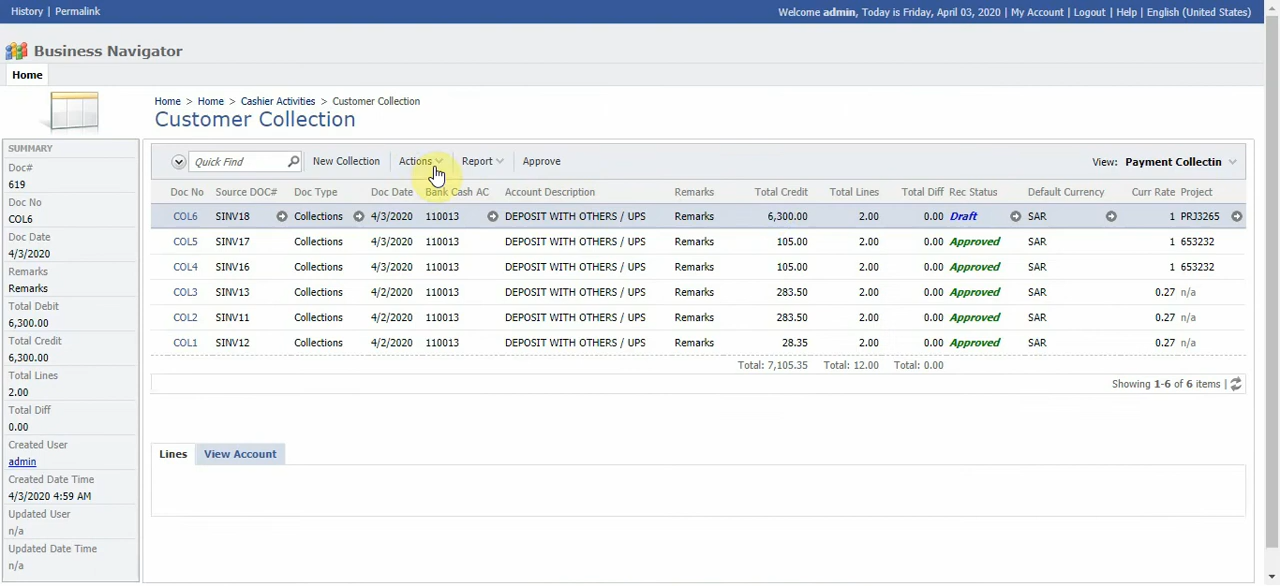 History | Permalink
Welcome admin, Today is Friday, April 03, 2020 | My Account | Logout | Help | English (United States)
Business Navigator
Home
Home > Home > Cashier Activities > Customer Collection
Customer Collection
SUMMARY
Doc#
619
Doc No
COL6
Doc Date
4/3/2020
Remarks
Remarks
Total Debit
6,300.00
Total Credit
6,300.00
Total Lines
2.00
Total Diff
0.00
Created User
admin
Created Date Time
4/3/2020 4:59 AM
Updated User
n/a
Updated Date Time
n/a
Quick Find New Collection Actions Report Approve View: Payment Collectin
Doc No Source DOC# Doc Type Doc Date Bank Cash AC Account Description Remarks Total Credit Total Lines Total Diff Rec Status Default Currency Curr Rate Project
COL6 SINV18 Collections 4/3/2020 110013 DEPOSIT WITH OTHERS / UPS Remarks 6,300.00 2.00 0.00 Draft SAR 1 PRJ3265
COL5 SINV17 Collections 4/3/2020 110013 DEPOSIT WITH OTHERS / UPS Remarks 105.00 2.00 0.00 Approved SAR 1 653232
COL4 SINV16 Collections 4/3/2020 110013 DEPOSIT WITH OTHERS / UPS Remarks 105.00 2.00 0.00 Approved SAR 1 653232
COL3 SINV13 Collections 4/2/2020 110013 DEPOSIT WITH OTHERS / UPS Remarks 283.50 2.00 0.00 Approved SAR 0.27 n/a
COL2 SINV11 Collections 4/2/2020 110013 DEPOSIT WITH OTHERS / UPS Remarks 283.50 2.00 0.00 Approved SAR 0.27 n/a
COL1 SINV12 Collections 4/2/2020 110013 DEPOSIT WITH OTHERS / UPS Remarks 28.35 2.00 0.00 Approved SAR 0.27 n/a
Total: 7,105.35 Total: 12.00 Total: 0.00
Showing 1-6 of 6 items |
Lines View Account